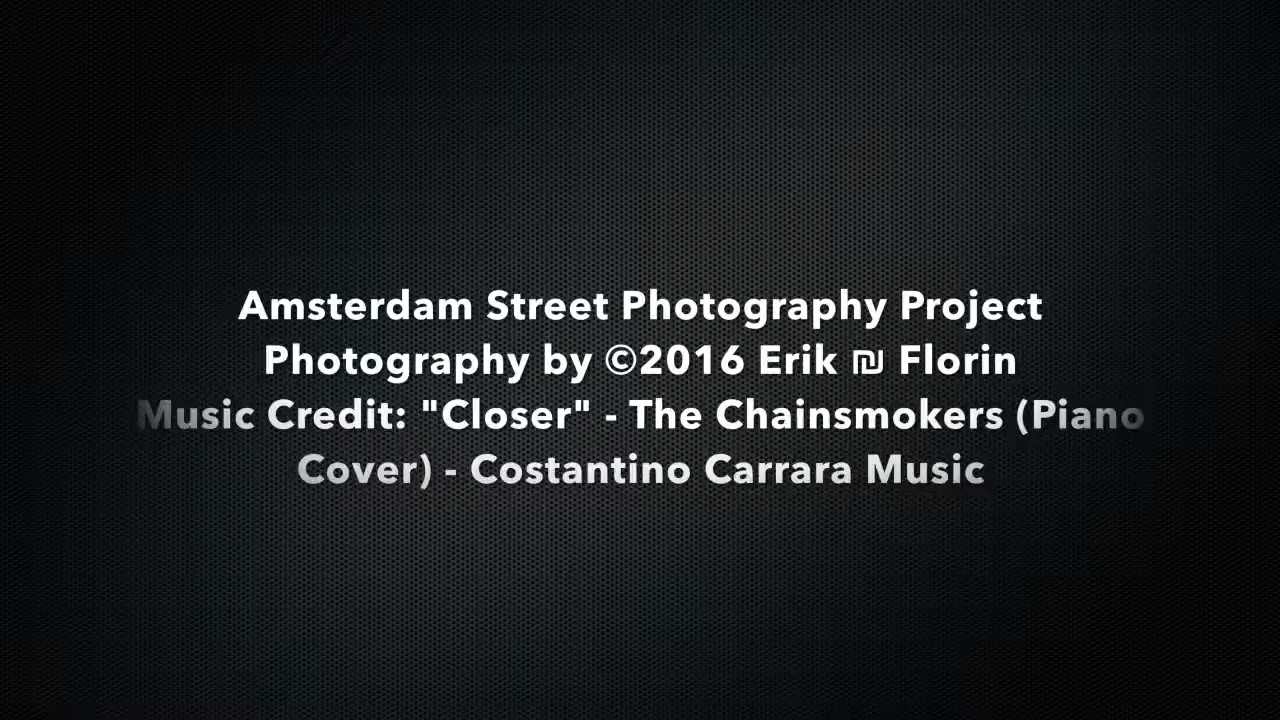 Amsterdam Street Photography Project
Photography by ©2016 Erik ₪ Florin
Music Credit: "Closer" - The Chainsmokers (Piano
Cover) - Costantino Carrara Music